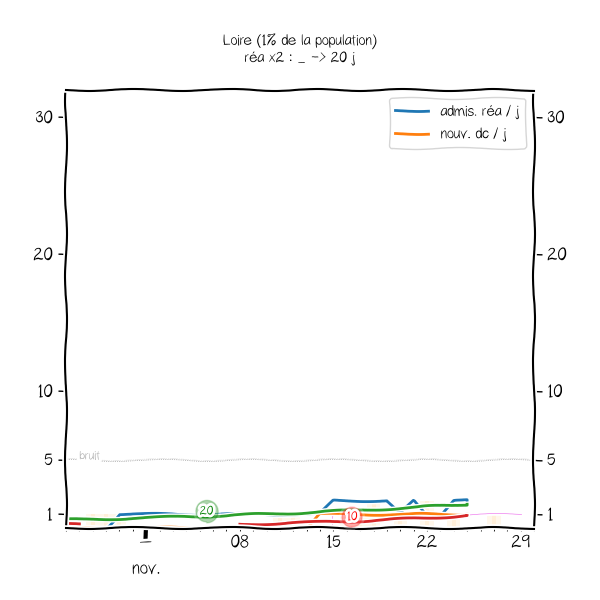 Loire (1% de la population)
réa x2 : _ -> 20 j
admis. réa / j
nouv. dc / j
30
30
20
20
10
10
5
bruit
5
1
20
10
1
1
08
15
22
29
nov.